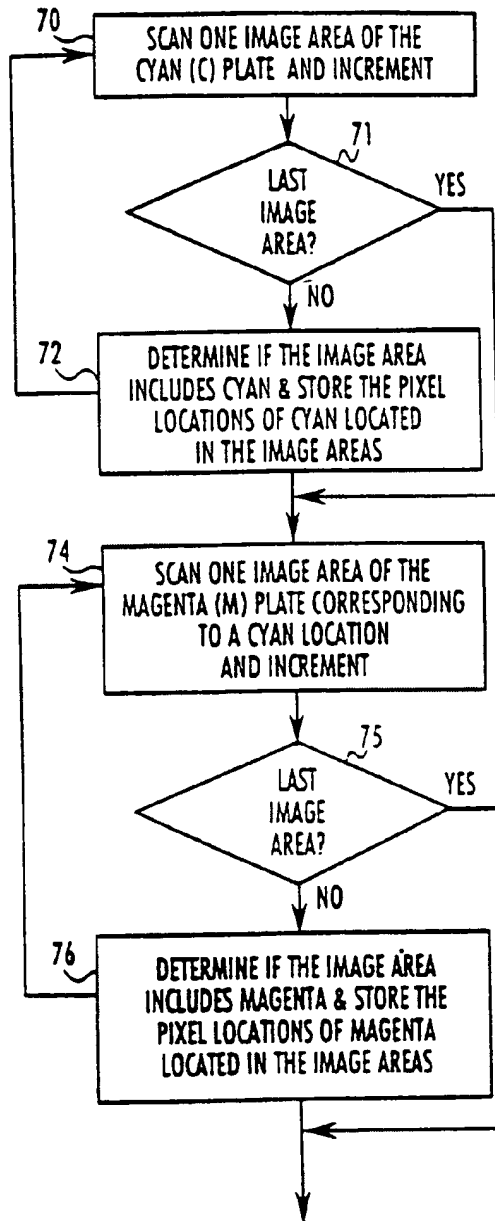 70
SCAN ONE IMAGE AREA OF THE
CYAN (C) PLATE AND INCREMENT
71
LAST
IMAGE
AREA?
YES
NO
72
DETERMINE IF THE IMAGE AREA
INCLUDES CYAN & STORE THE PIXEL
LOCATIONS OF CYAN LOCATED
IN THE IMAGE AREAS
74
SCAN ONE IMAGE AREA OF THE
MAGENTA (M) PLATE CORRESPONDING
TO A CYAN LOCATION
AND INCREMENT
75
LAST
IMAGE
AREA?
YES
NO
76
DETERMINE IF THE IMAGE AREA
INCLUDES MAGENTA & STORE THE
PIXEL LOCATIONS OF MAGENTA
LOCATED IN THE IMAGE AREAS